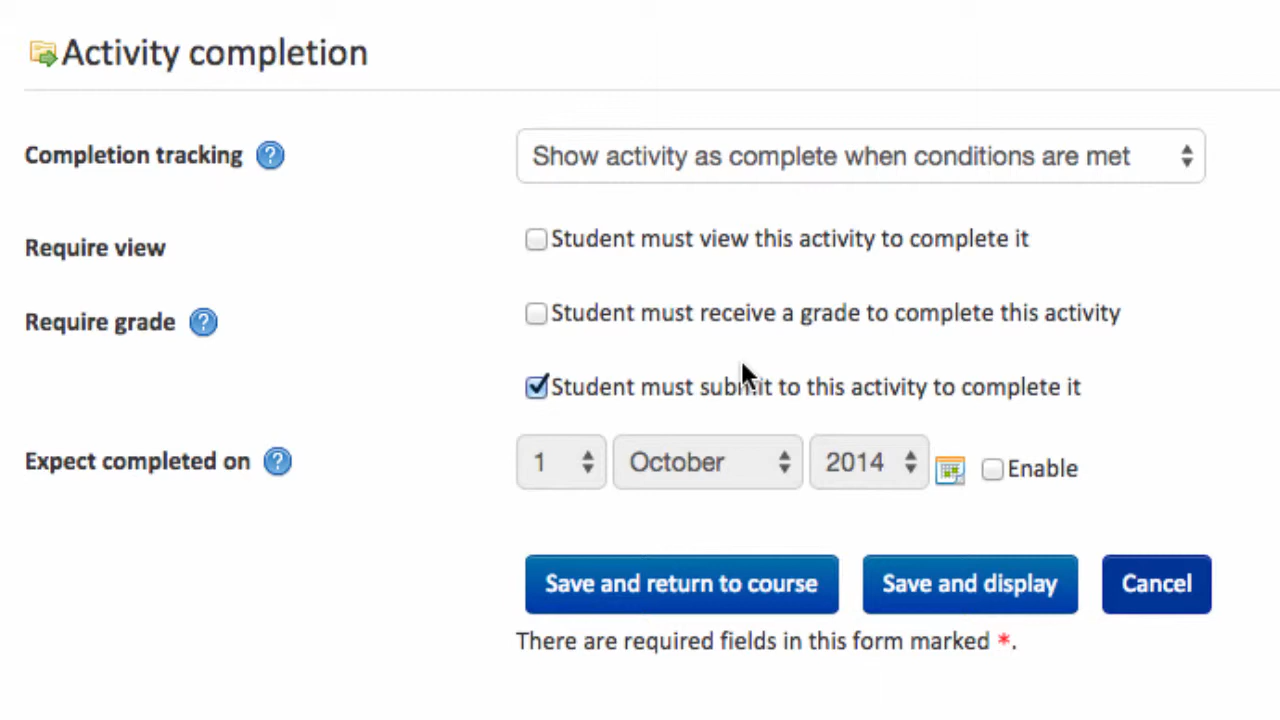 Activity completion
Completion tracking ? Show activity as complete when conditions are met
Require view Student must view this activity to complete it
Require grade ? Student must receive a grade to complete this activity
Student must submit to this activity to complete it
Expect completed on ? 1 October 2014 Enable
Save and return to course Save and display Cancel
There are required fields in this form marked *.